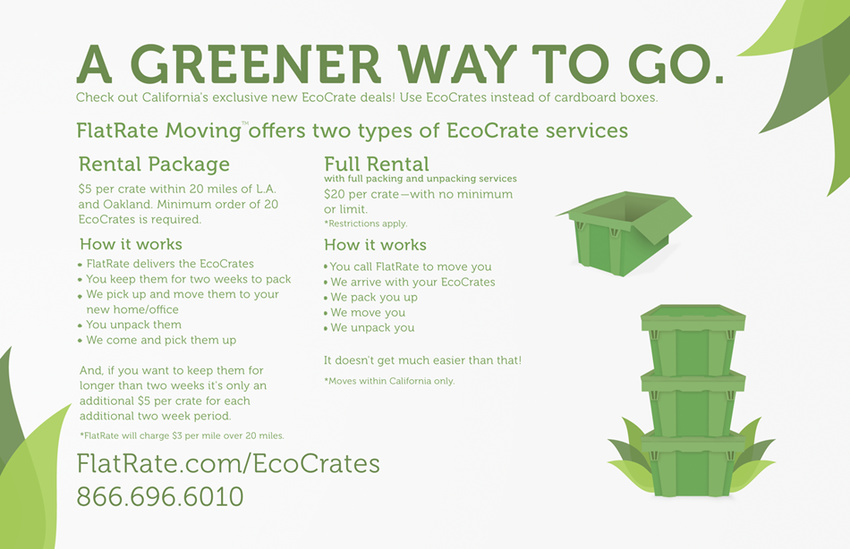 A GREENER WAY TO GO.
Check out California's exclusive new EcoCrate deals! Use EcoCrates instead of cardboard boxes.
FlatRate Moving™ offers two types of EcoCrate services
Rental Package
$5 per crate within 20 miles of L.A.
and Oakland. Minimum order of 20
EcoCrates is required.
How it works
• FlatRate delivers the EcoCrates
• You keep them for two weeks to pack
• We pick up and move them to your
new home/office
• You unpack them
• We come and pick them up
And, if you want to keep them for
longer than two weeks it's only an
additional $5 per crate for each
additional two week period.
*FlatRate will charge $3 per mile over 20 miles.
Full Rental
with full packing and unpacking services
$20 per crate—with no minimum
or limit.
*Restrictions apply.
How it works
• You call FlatRate to move you
• We arrive with your EcoCrates
• We pack you up
• We move you
• We unpack you
It doesn't get much easier than that!
*Moves within California only.
FlatRate.com/EcoCrates
866.696.6010